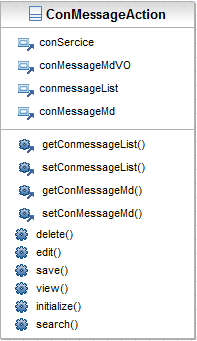 ConMessageAction
conSercice
conMessageMdVO
conmessageList
conMessageMd
getConmessageList()
setConmessageList()
getConMessageMd()
setConMessageMd()
delete()
edit()
save()
view()
initialize()
search()